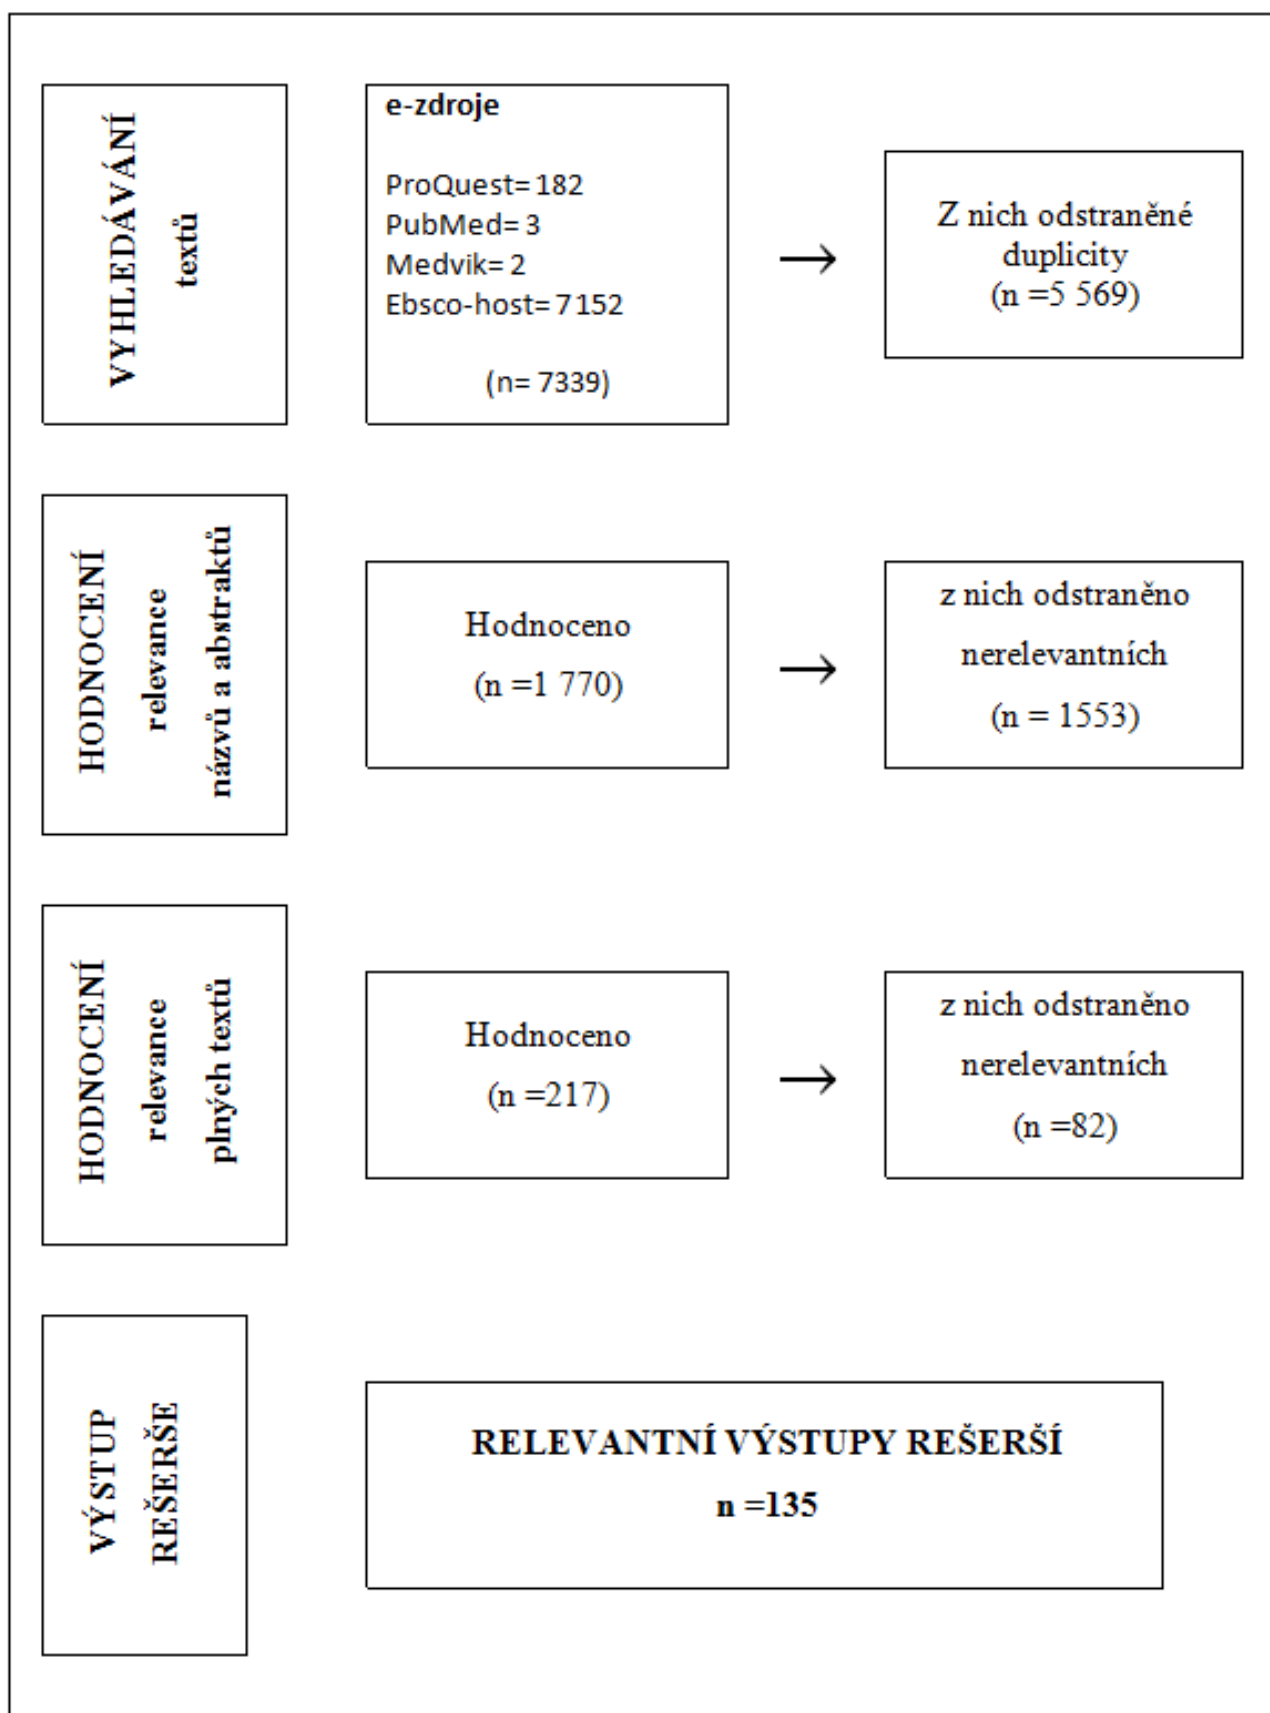 VYHLEDÁVÁNÍ
textů
e-zdroje
ProQuest= 182
PubMed= 3
Medvik= 2
Ebsco-host= 7152
(n= 7339)
Z nich odstraněné
duplicity
(n =5 569)
HODNOCENÍ
relevance
názvů a abstraktů
Hodnoceno
(n =1 770)
z nich odstraněno
nerelevantních
(n = 1553)
HODNOCENÍ
relevance
plných textů
Hodnoceno
(n =217)
z nich odstraněno
nerelevantních
(n =82)
VÝSTUP
REŠERŠE
RELEVANTNÍ VÝSTUPY REŠERŠÍ
n =135